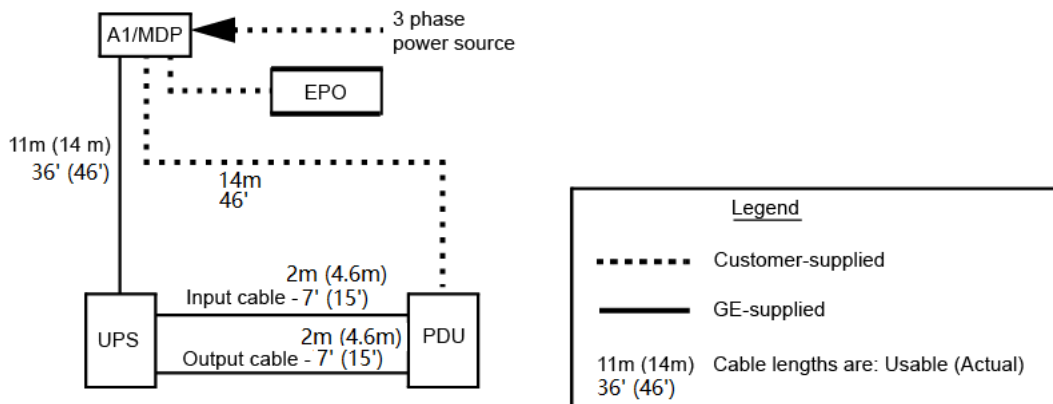 A1/MDP
3 phase
power source
EPO
11m (14 m)
36' (46')
14m
46'
2m (4.6m)
Input cable - 7' (15')
UPS
PDU
2m (4.6m)
Output cable - 7' (15')
Legend
Customer-supplied
GE-supplied
11m (14m)
36' (46')
Cable lengths are: Usable (Actual)